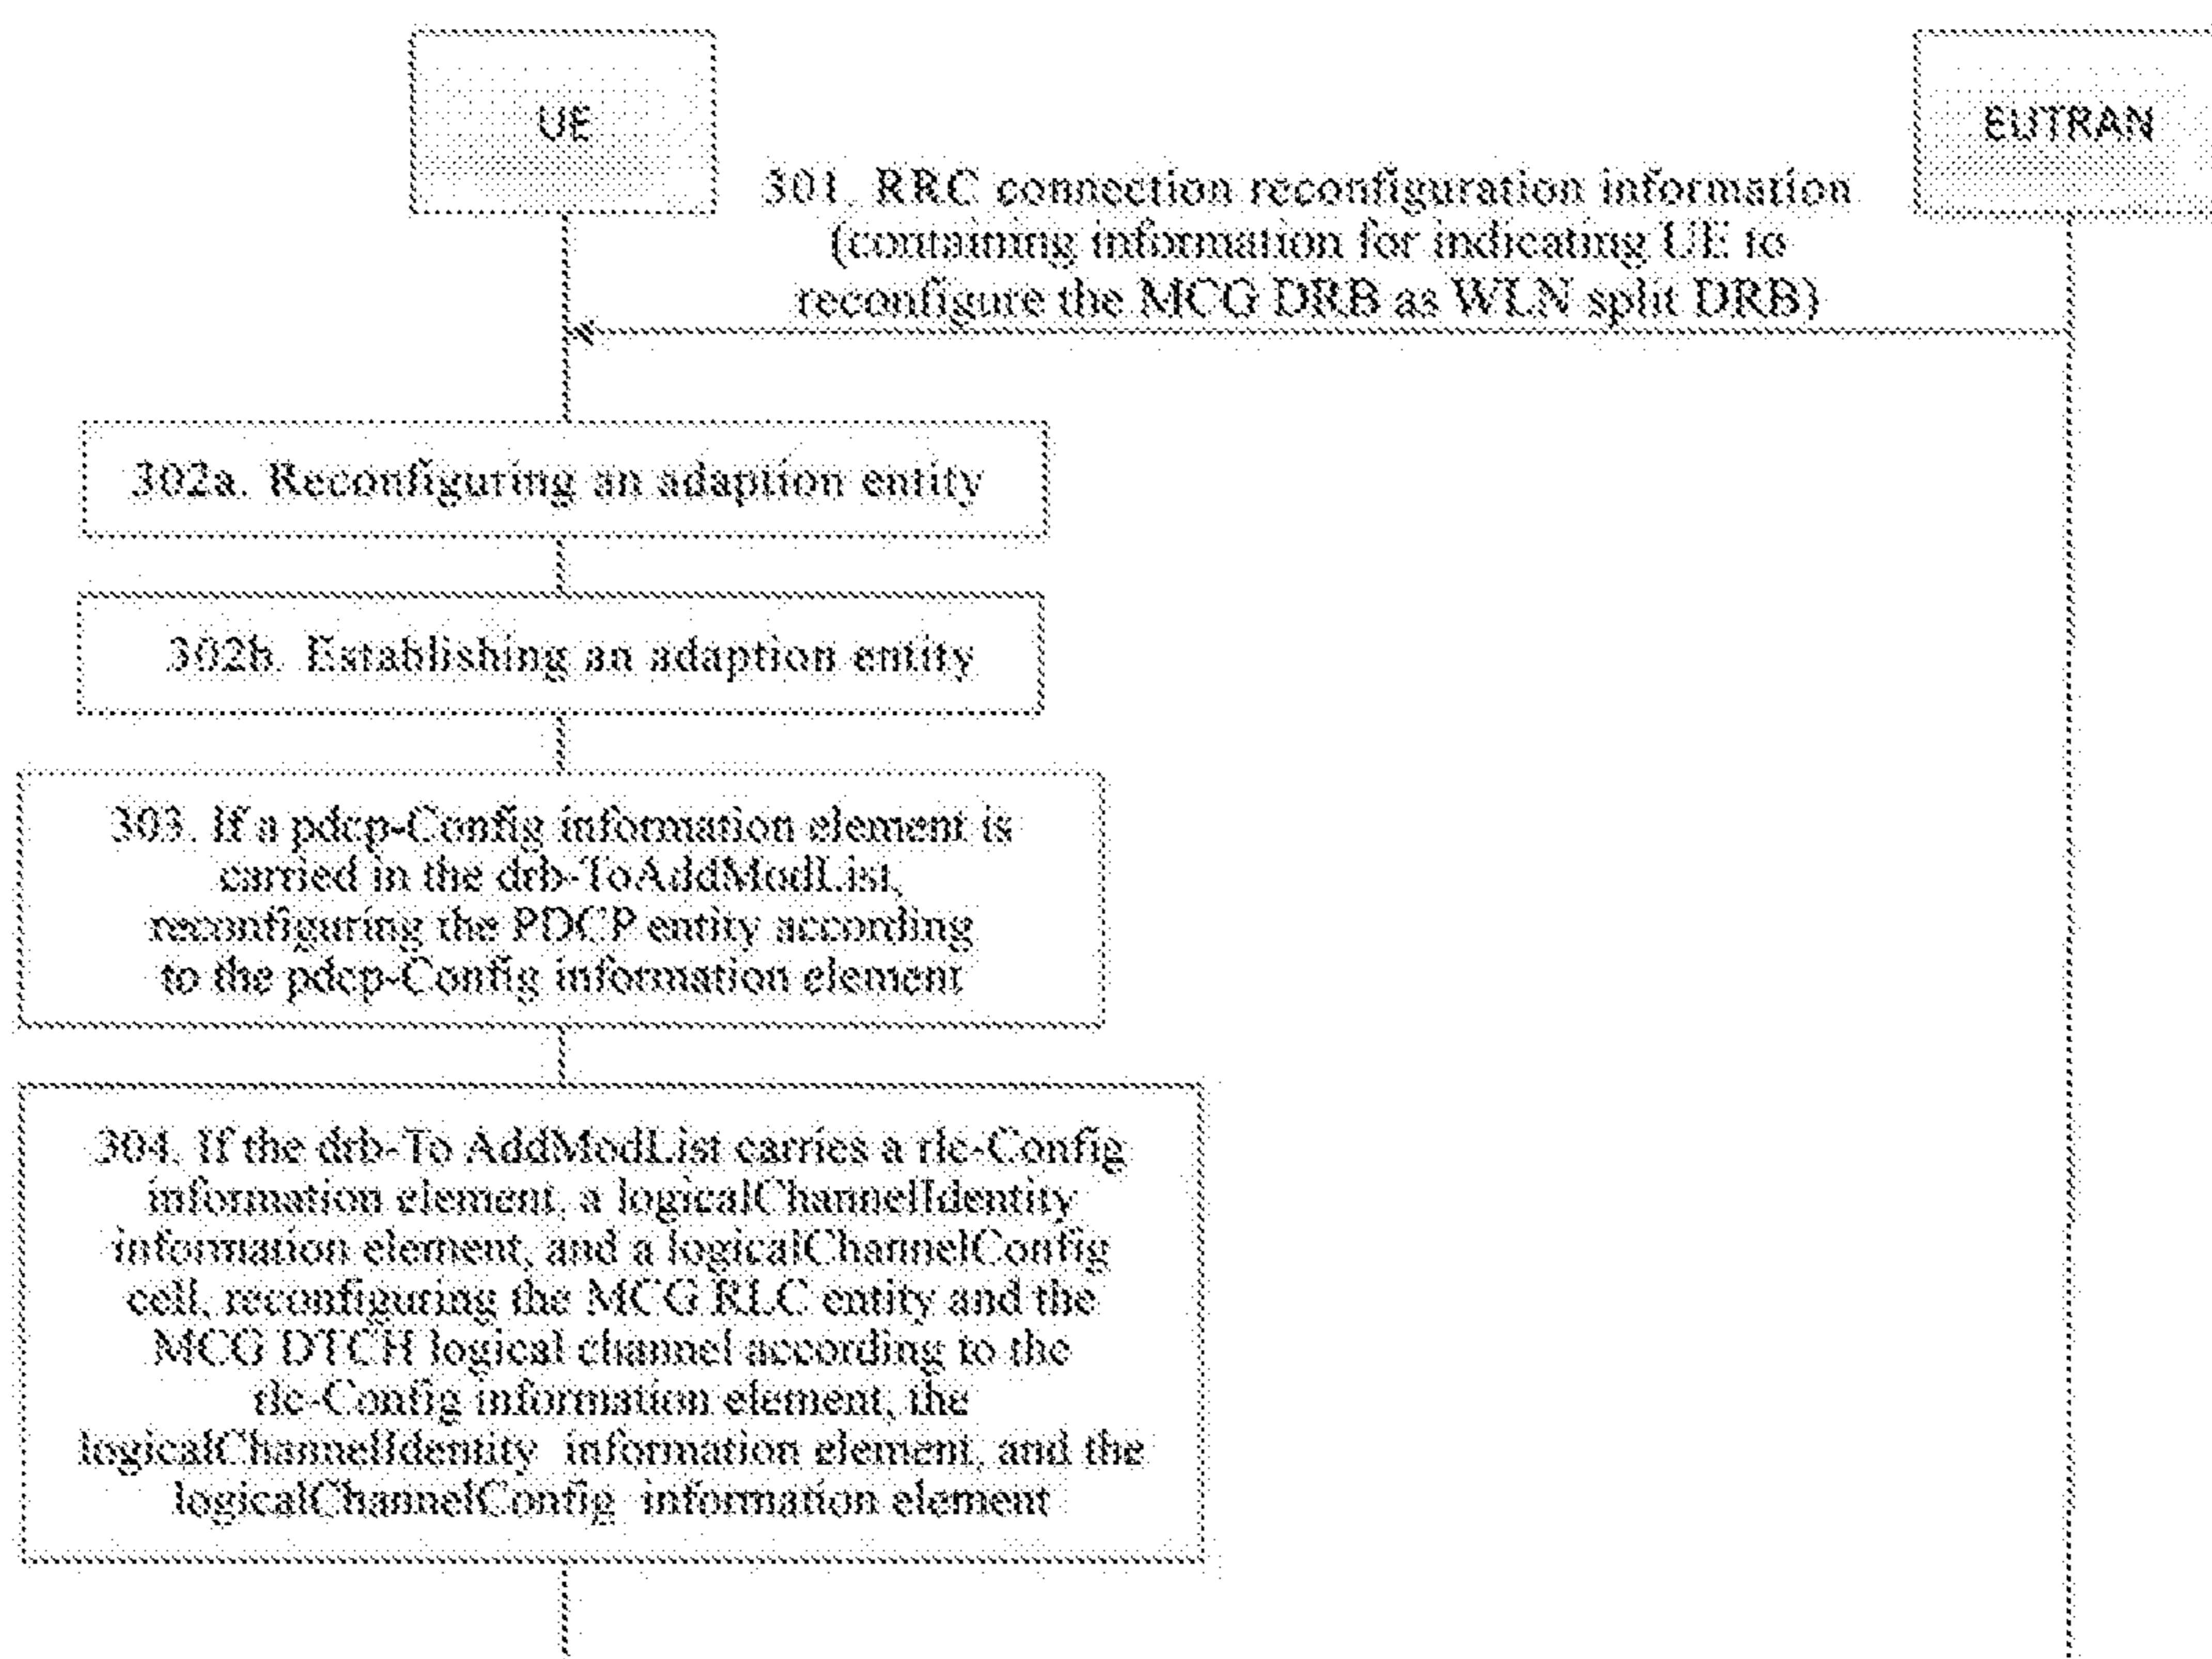 UE
EUTRAN
301. RRC connection reconfiguration information
(containing information for indicating UE to
reconfigure the MCG DRB as WLN split DRB)
302a. Reconfiguring an adaption entity
302b. Establishing an adaption entity
303. If a pdcp-Config information element is
carried in the drb-ToAddModList,
reconfiguring the PDCP entity according
to the pdcp-Config information element
304. If the drb-To AddModList carries a rlc-Config
information element, a logicalChannelIdentity
information element, and a logicalChannelConfig
cell, reconfiguring the MCG RLC entity and the
MCG DTCH logical channel according to the
rlc-Config information element, the
logicalChannelIdentity information element, and the
logicalChannelConfig information element